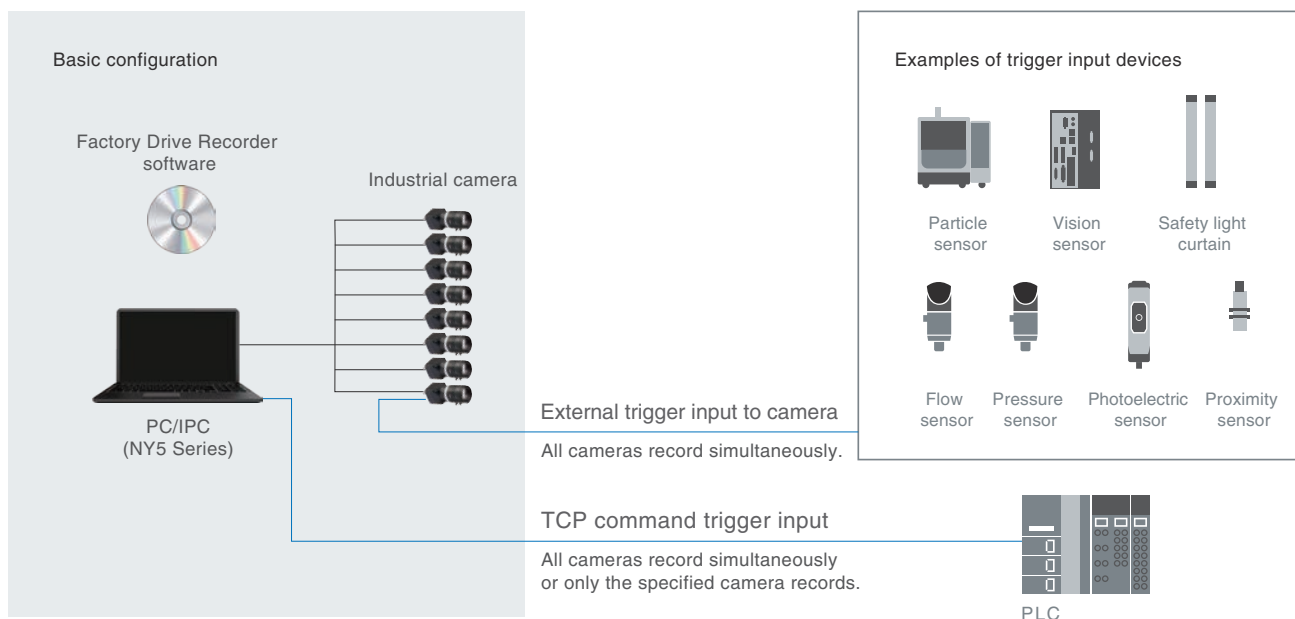 Basic configuration
Factory Drive Recorder
software
Industrial camera
PC/IPC
(NY5 Series)
External trigger input to camera
All cameras record simultaneously.
TCP command trigger input
All cameras record simultaneously
or only the specified camera records.
Examples of trigger input devices
Particle
sensor
Vision
sensor
Safety light
curtain
Flow
sensor
Pressure
sensor
Photoelectric
sensor
Proximity
sensor
PLC